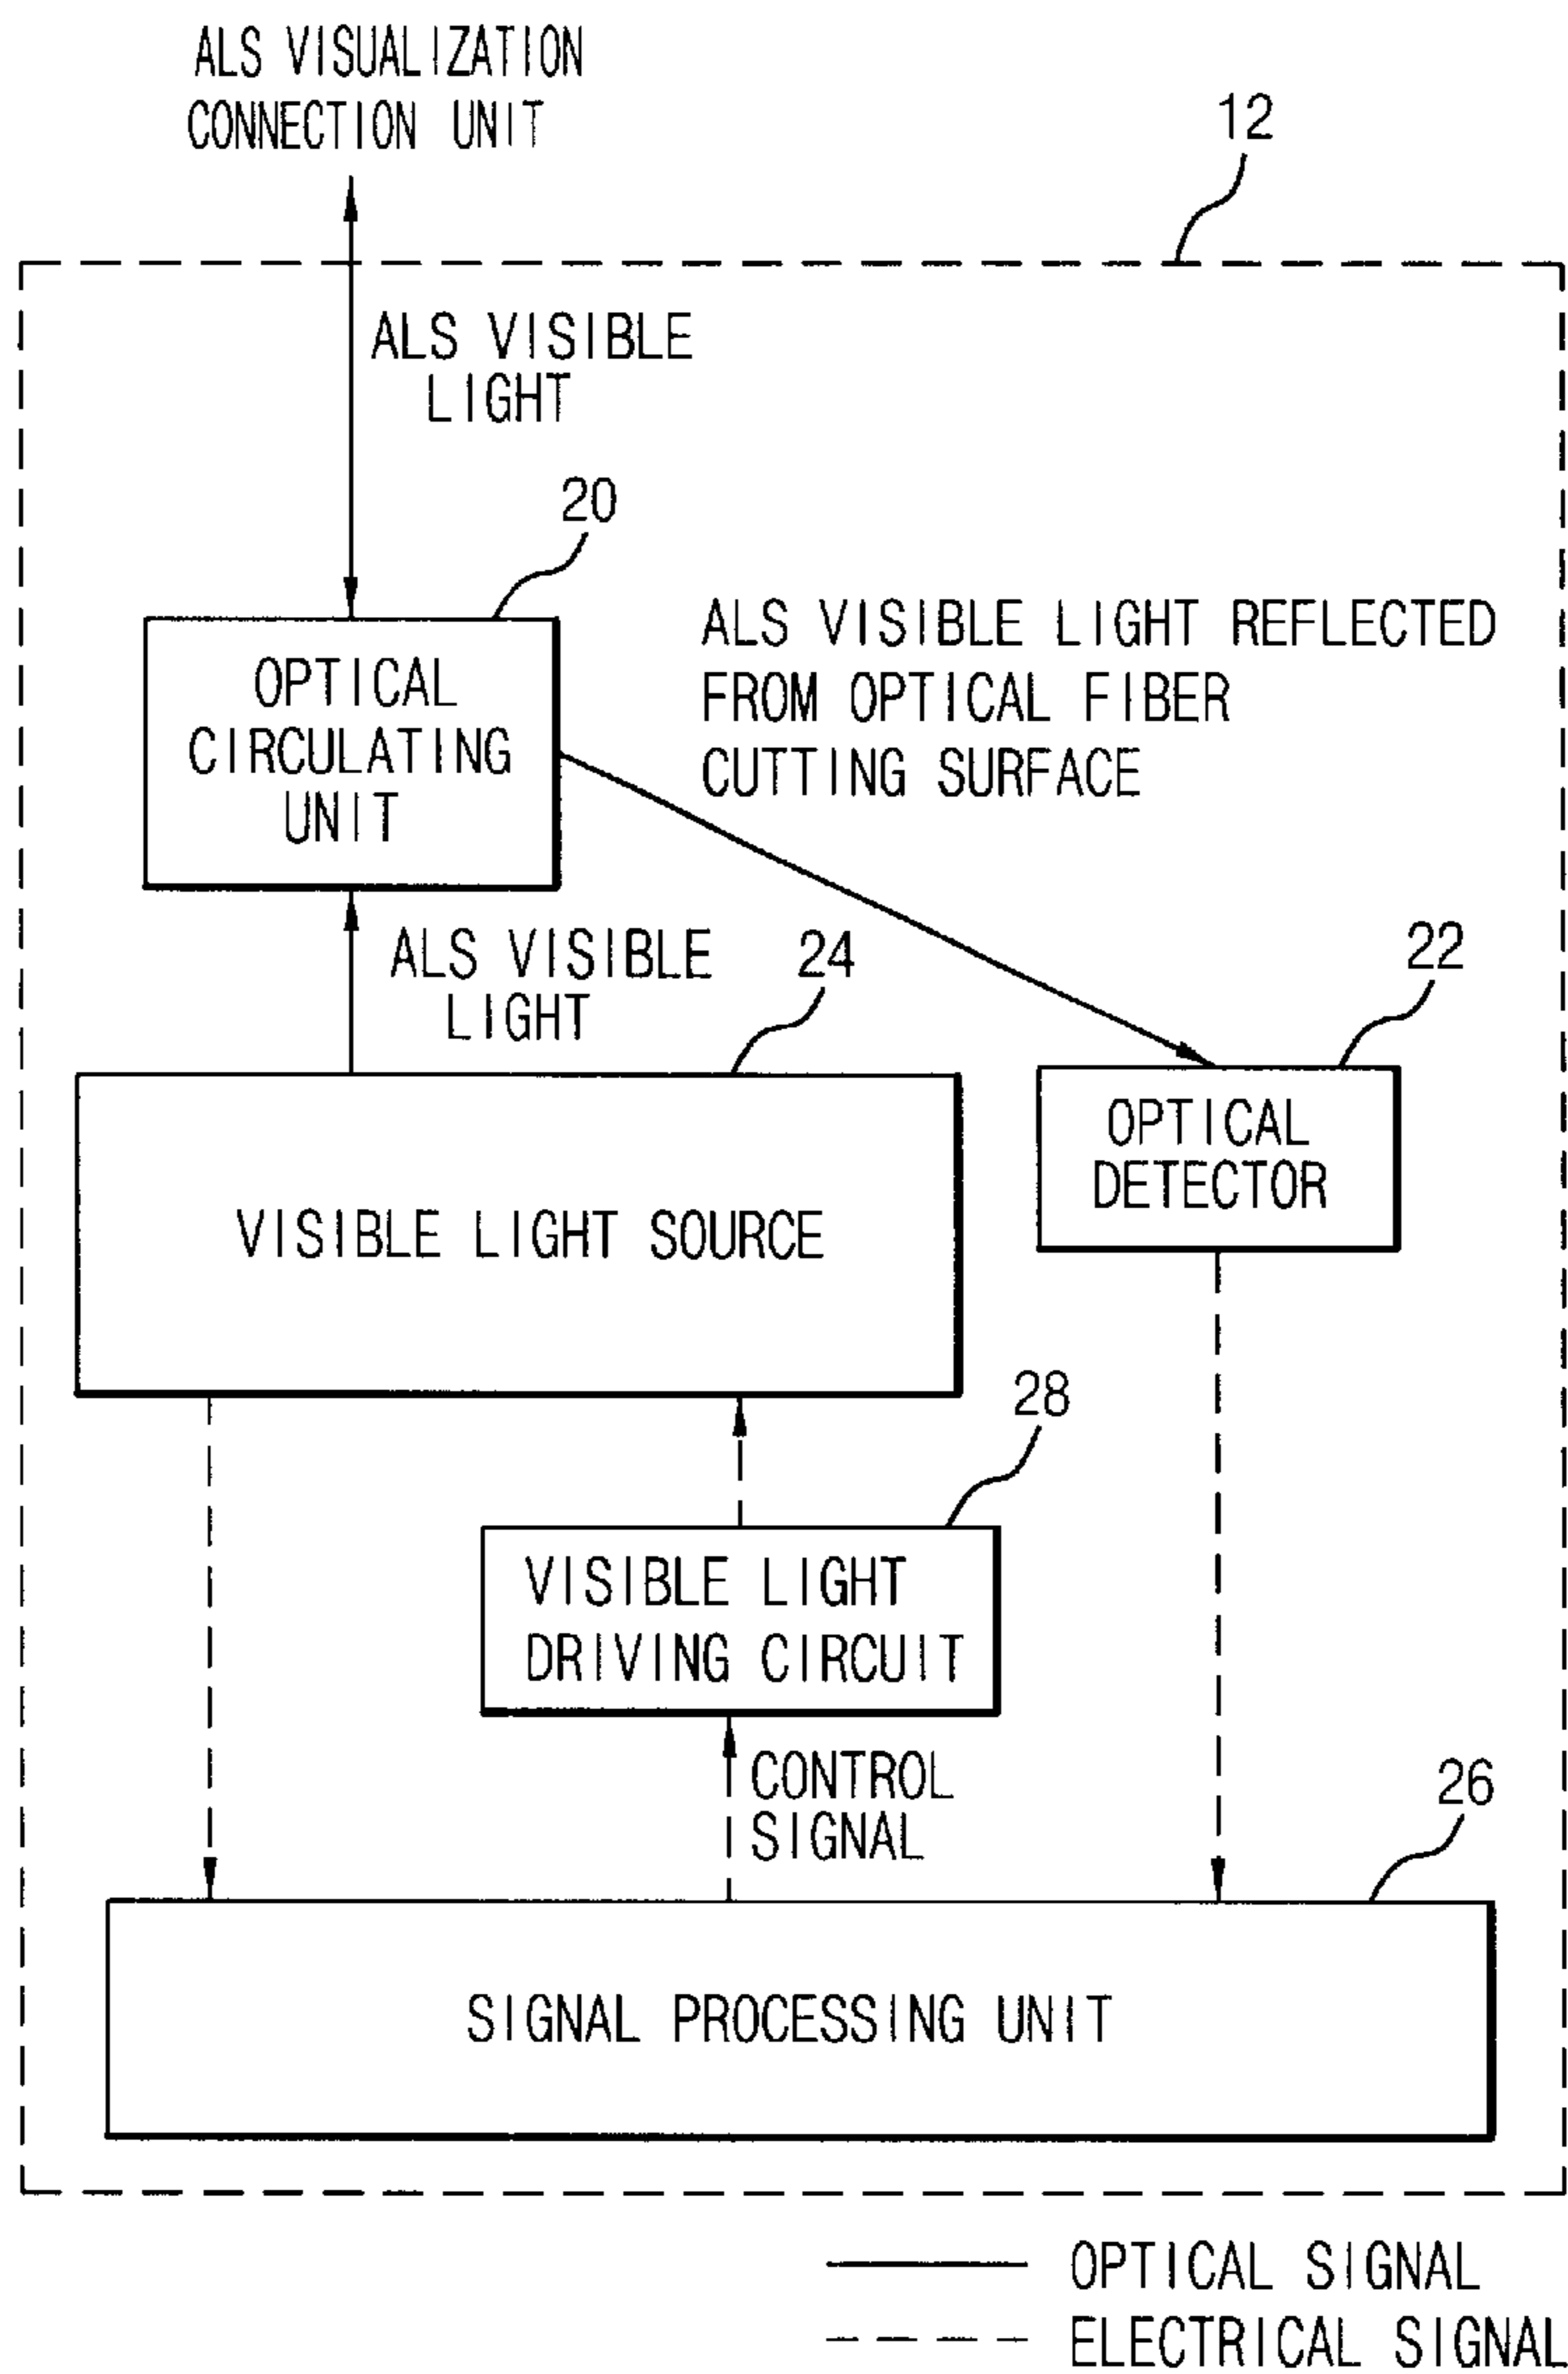 ALS VISUALIZATION
CONNECTION UNIT
12
ALS VISIBLE
LIGHT
20
OPTICAL
CIRCULATING
UNIT
ALS VISIBLE LIGHT REFLECTED
FROM OPTICAL FIBER
CUTTING SURFACE
ALS VISIBLE
LIGHT
24
22
VISIBLE LIGHT SOURCE
OPTICAL
DETECTOR
28
VISIBLE LIGHT
DRIVING CIRCUIT
CONTROL
SIGNAL
26
SIGNAL PROCESSING UNIT
OPTICAL SIGNAL
ELECTRICAL SIGNAL